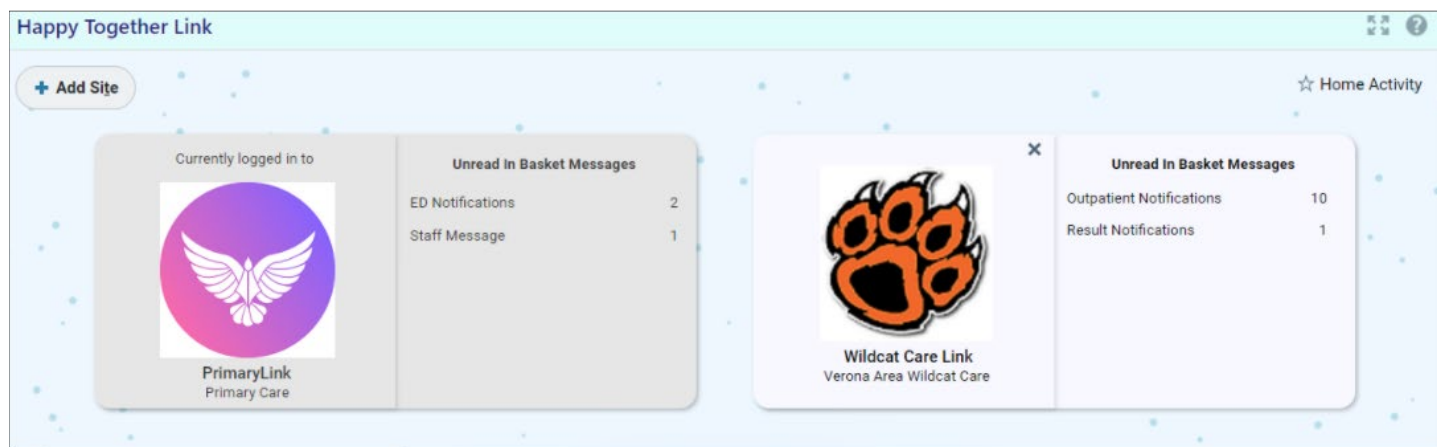 Happy Together Link
+ Add Site
Home Activity
Currently logged in to
PrimaryLink
Primary Care
Unread In Basket Messages
ED Notifications 2
Staff Message 1
Wildcat Care Link
Verona Area Wildcat Care
Unread In Basket Messages
Outpatient Notifications 10
Result Notifications 1